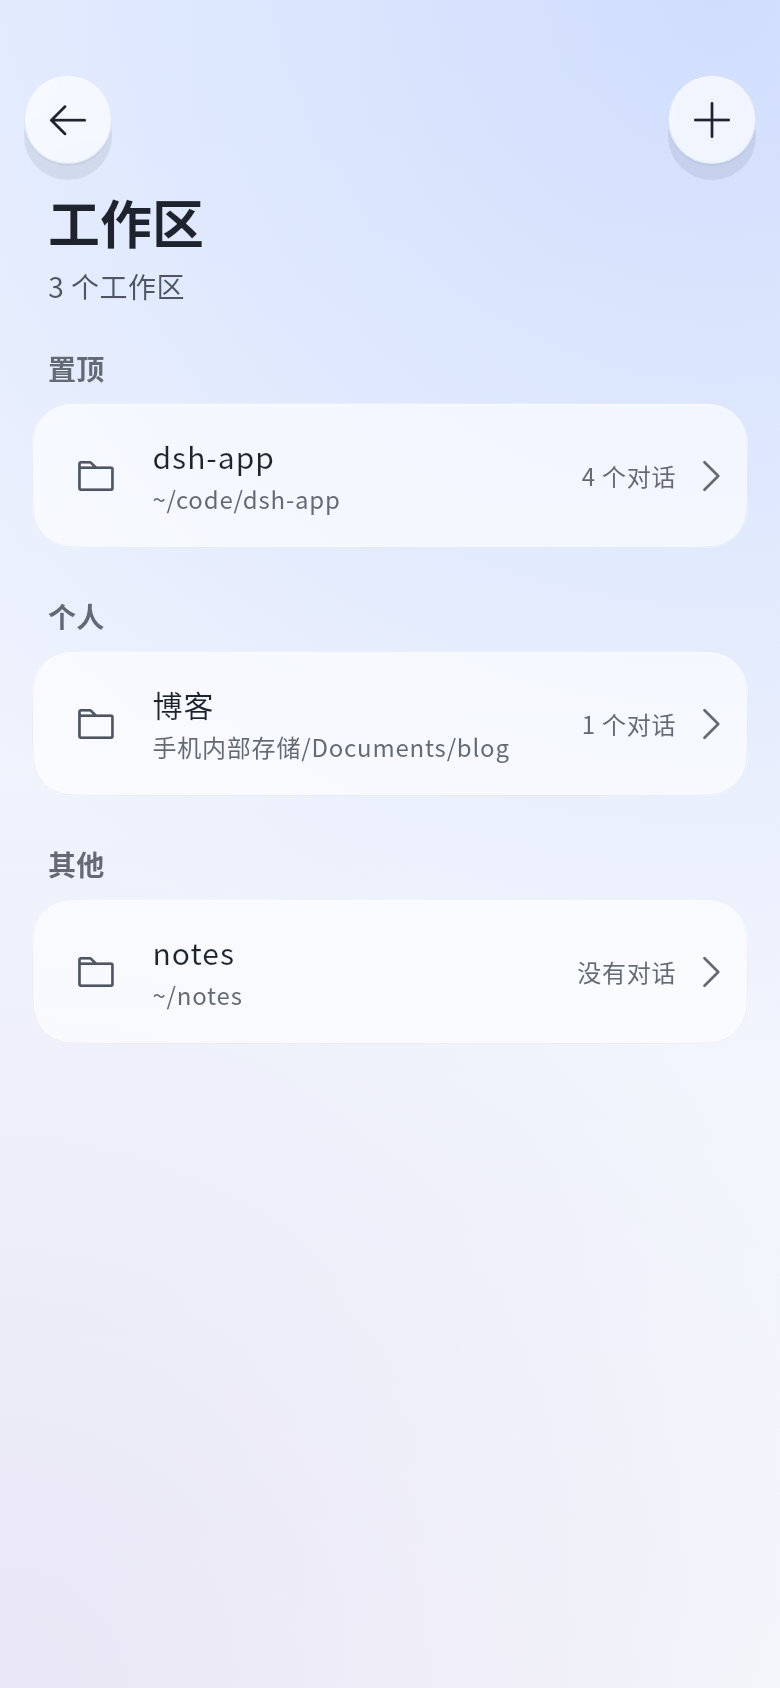 工作区
3 个工作区
置顶
dsh-app
~/code/dsh-app
4 个对话
个人
博客
手机内部存储/Documents/blog
1 个对话
其他
notes
~/notes
没有对话